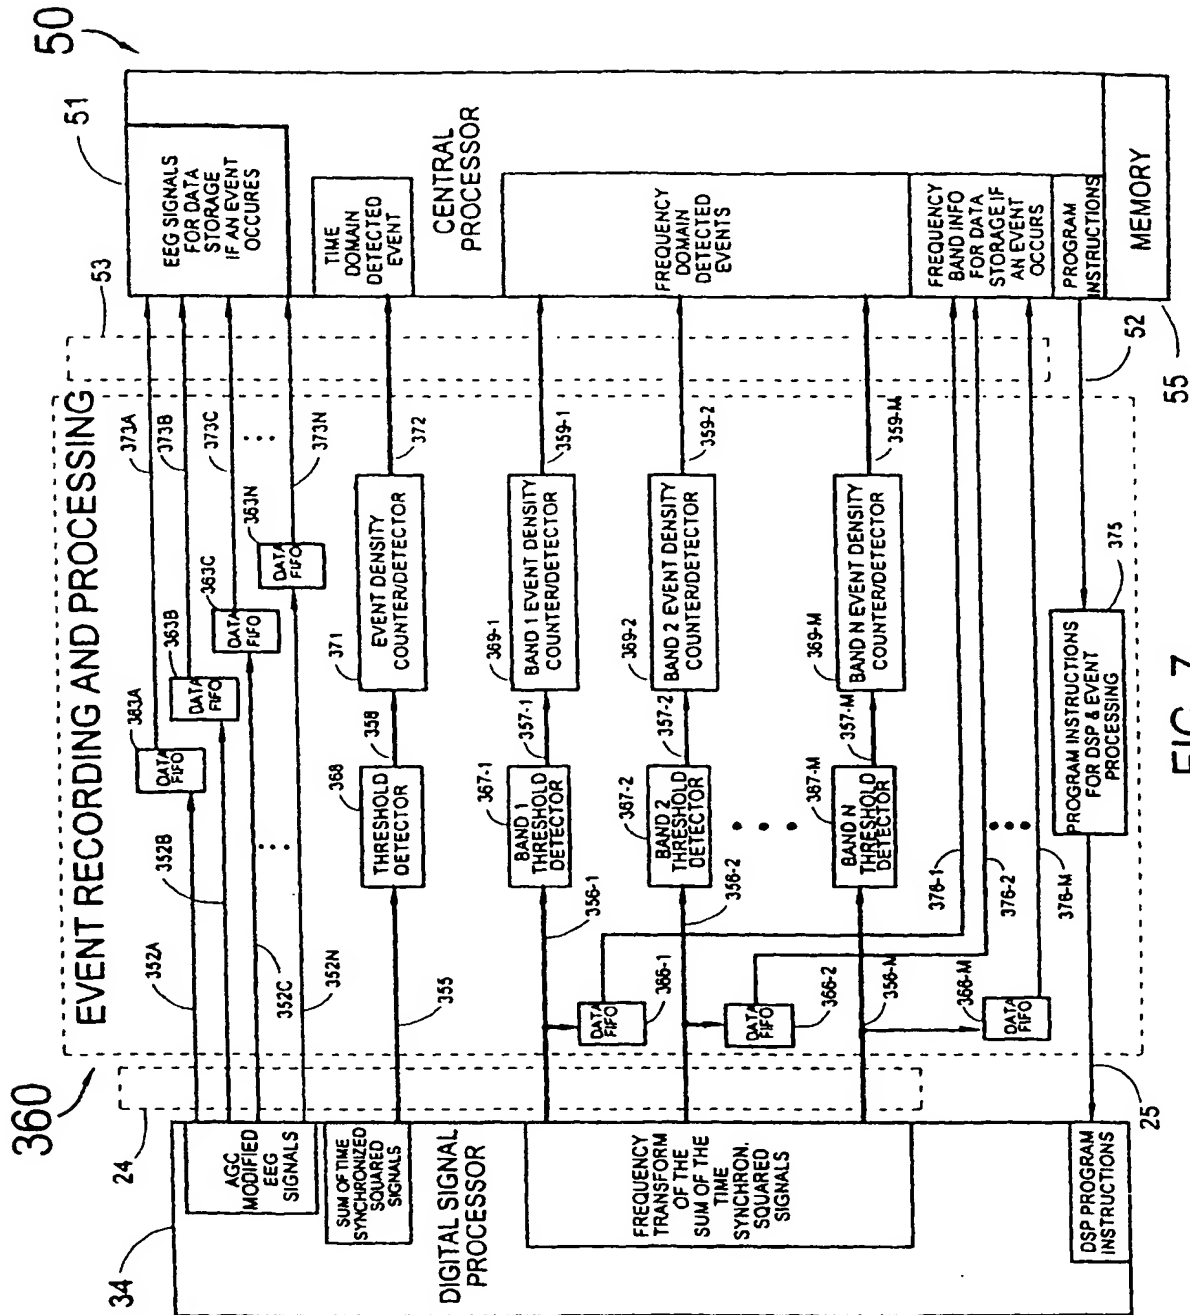 EVENT RECORDING AND PROCESSING
360
50
24
53
51
34
AGC
MODIFIED
EEG
SIGNALS
SUM OF TIME
SYNCHRONIZED
SQUARED
SIGNALS
DIGITAL SIGNAL
PROCESSOR
FREQUENCY
TRANSFORM
OF THE
SUM OF THE
TIME
SYNCHRON.
SQUARED
SIGNALS
DSP PROGRAM
INSTRUCTIONS
25
352A
352B
352C
352N
363A
DATA
FIFO
363B
DATA
FIFO
363C
DATA
FIFO
363N
DATA
FIFO
373A
373B
373C
373N
355
368
THRESHOLD
DETECTOR
358
371
EVENT DENSITY
COUNTER/DETECTOR
372
356-1
367-1
BAND 1
THRESHOLD
DETECTOR
357-1
369-1
BAND 1 EVENT DENSITY
COUNTER/DETECTOR
359-1
DATA
FIFO
366-1
356-2
367-2
BAND 2
THRESHOLD
DETECTOR
357-2
369-2
BAND 2 EVENT DENSITY
COUNTER/DETECTOR
359-2
DATA
FIFO
366-2
356-M
367-M
BAND N
THRESHOLD
DETECTOR
357-M
369-M
BAND N EVENT DENSITY
COUNTER/DETECTOR
359-M
366-M
DATA
FIFO
376-1
376-2
376-M
PROGRAM INSTRUCTIONS
FOR DSP & EVENT
PROCESSING
375
EEG SIGNALS
FOR DATA
STORAGE
IF AN EVENT
OCCURES
TIME
DOMAIN
DETECTED
EVENT
CENTRAL
PROCESSOR
FREQUENCY
DOMAIN
DETECTED
EVENTS
FREQUENCY
BAND INFO
FOR DATA
STORAGE IF
AN EVENT
OCCURS
PROGRAM
INSTRUCTIONS
MEMORY
52
55
FIG. 7